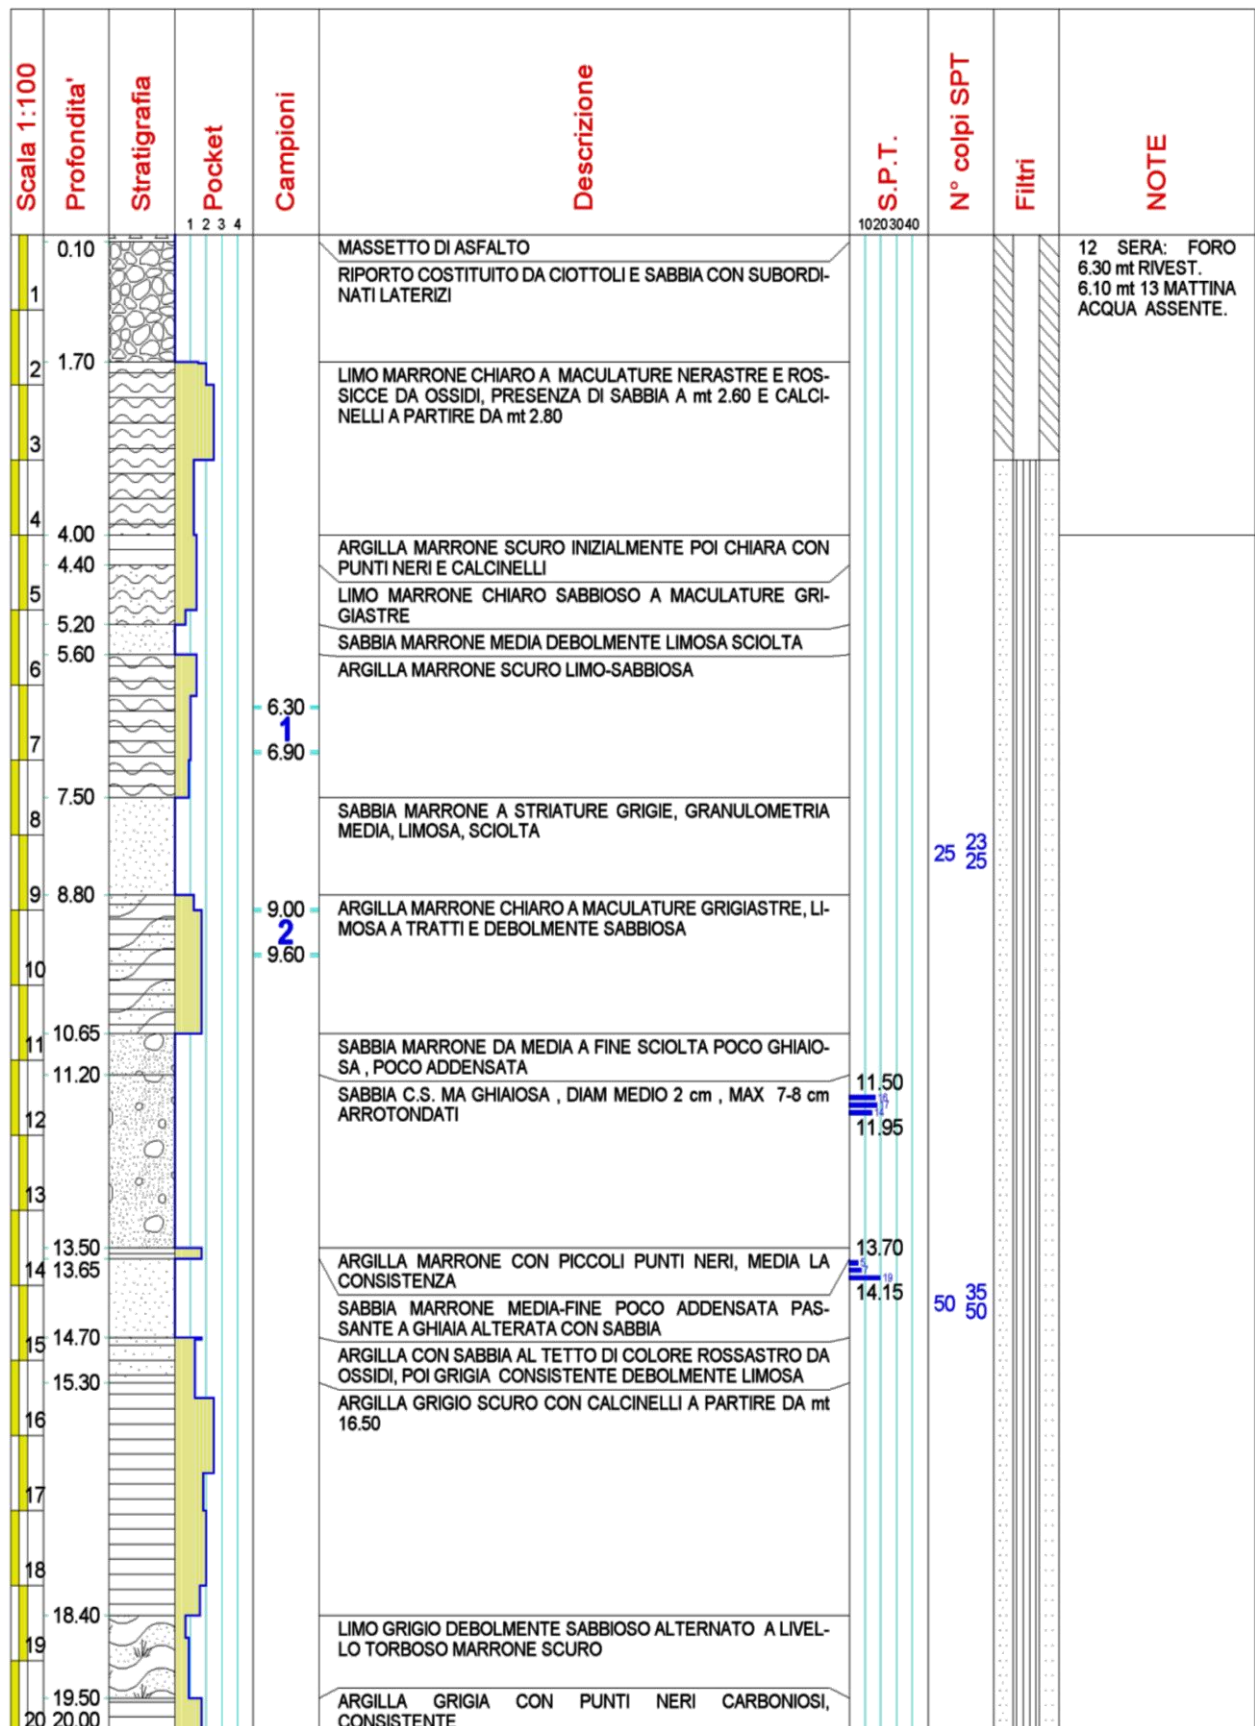 Scala 1:100
Profondita'
Stratigrafia
Pocket
1 2 3 4
Campioni
Descrizione
S.P.T.
10203040
N° colpi SPT
Filtri
NOTE
0.10
MASSETTO DI ASFALTO
RIPORTO COSTITUITO DA CIOTTOLI E SABBIA CON SUBORDI-
NATI LATERIZI
12 SERA: FORO
6.30 mt RIVEST.
6.10 mt 13 MATTINA
ACQUA ASSENTE.
1
1.70
2
LIMO MARRONE CHIARO A MACULATURE NERASTRE E ROS-
SICCE DA OSSIDI, PRESENZA DI SABBIA A mt 2.60 E CALCI-
NELLI A PARTIRE DA mt 2.80
3
4
4.00
ARGILLA MARRONE SCURO INIZIALMENTE POI CHIARA CON
PUNTI NERI E CALCINELLI
4.40
5
LIMO MARRONE CHIARO SABBIOSO A MACULATURE GRI-
GIASTRE
5.20
SABBIA MARRONE MEDIA DEBOLMENTE LIMOSA SCIOLTA
5.60
6
ARGILLA MARRONE SCURO LIMO-SABBIOSA
6.30
1
6.90
7
7.50
SABBIA MARRONE A STRIATURE GRIGIE, GRANULOMETRIA
MEDIA, LIMOSA, SCIOLTA
8
25 23
25
9
8.80
ARGILLA MARRONE CHIARO A MACULATURE GRIGIASTRE, LI-
MOSA A TRATTI E DEBOLMENTE SABBIOSA
9.00
2
9.60
10
10.65
11
SABBIA MARRONE DA MEDIA A FINE SCIOLTA POCO GHIAIO-
SA , POCO ADDENSATA
11.20
SABBIA C.S. MA GHIAIOSA , DIAM MEDIO 2 cm , MAX 7-8 cm
ARROTONDATI
11.50
16
17
14
11.95
12
13
13.50
13.65
14
ARGILLA MARRONE CON PICCOLI PUNTI NERI, MEDIA LA
CONSISTENZA
13.70
5
7
19
14.15
50 35
50
SABBIA MARRONE MEDIA-FINE POCO ADDENSATA PAS-
SANTE A GHIAIA ALTERATA CON SABBIA
14.70
15
ARGILLA CON SABBIA AL TETTO DI COLORE ROSSASTRO DA
OSSIDI, POI GRIGIA CONSISTENTE DEBOLMENTE LIMOSA
15.30
ARGILLA GRIGIO SCURO CON CALCINELLI A PARTIRE DA mt
16.50
16
17
18
18.40
LIMO GRIGIO DEBOLMENTE SABBIOSO ALTERNATO A LIVEL-
LO TORBOSO MARRONE SCURO
19
19.50
ARGILLA GRIGIA CON PUNTI NERI CARBONIOSI,
CONSISTENTE
20
20.00